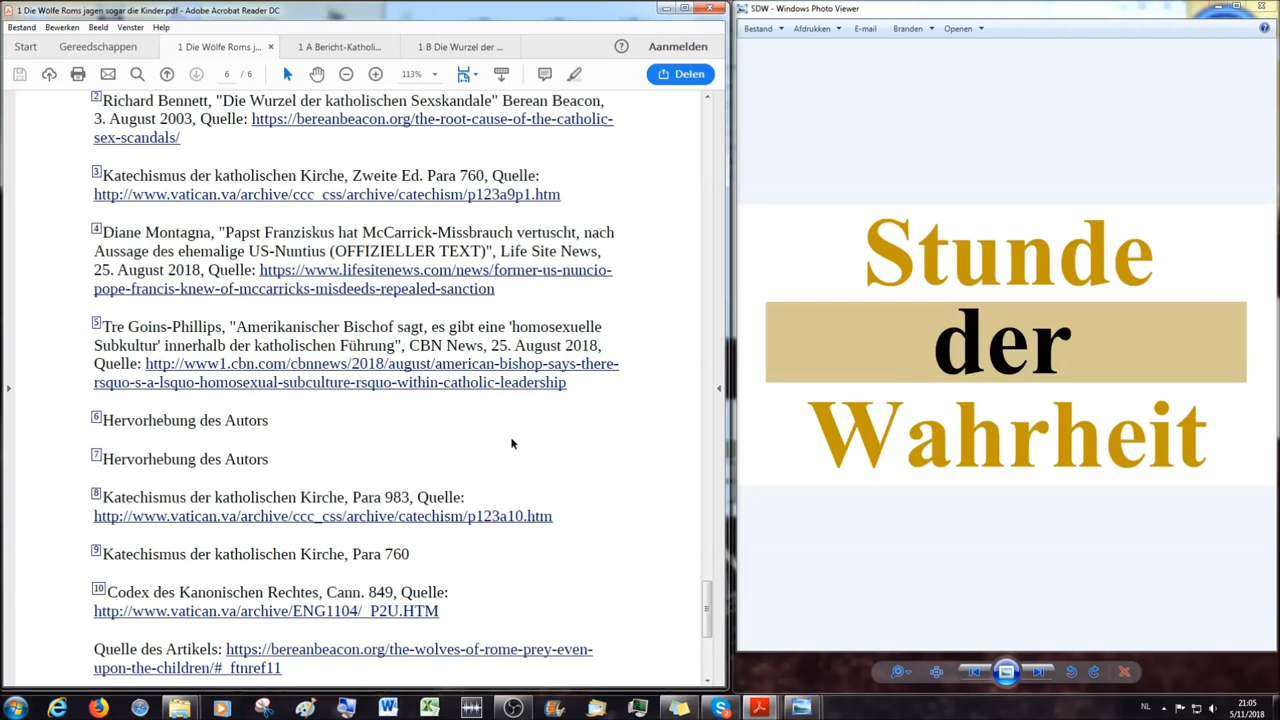 1 Die Wölfe Roms jagen sogar die Kinder.pdf - Adobe Acrobat Reader DC
Bestand Bewerken Beeld Venster Help
Start Gereedschappen 1 Die Wölfe Roms j... × 1 A Bericht-Katholi... 1 B Die Wurzel der ... Aanmelden
6 / 6 113% Delen
2 Richard Bennett, "Die Wurzel der katholischen Sexskandale" Berean Beacon,
3. August 2003, Quelle: https://bereanbeacon.org/the-root-cause-of-the-catholic-
sex-scandals/
3 Katechismus der katholischen Kirche, Zweite Ed. Para 760, Quelle:
http://www.vatican.va/archive/ccc_css/archive/catechism/p123a9p1.htm
4 Diane Montagna, "Papst Franziskus hat McCarrick-Missbrauch vertuscht, nach
Aussage des ehemalige US-Nuntius (OFFIZIELLER TEXT)", Life Site News,
25. August 2018, Quelle: https://www.lifesitenews.com/news/former-us-nuncio-
pope-francis-knew-of-mccarricks-misdeeds-repealed-sanction
5 Tre Goins-Phillips, "Amerikanischer Bischof sagt, es gibt eine 'homosexuelle
Subkultur' innerhalb der katholischen Führung", CBN News, 25. August 2018,
Quelle: http://www1.cbn.com/cbnnews/2018/august/american-bishop-says-there-
rsquo-s-a-lsquo-homosexual-subculture-rsquo-within-catholic-leadership
6 Hervorhebung des Autors
7 Hervorhebung des Autors
8 Katechismus der katholischen Kirche, Para 983, Quelle:
http://www.vatican.va/archive/ccc_css/archive/catechism/p123a10.htm
9 Katechismus der katholischen Kirche, Para 760
10 Codex des Kanonischen Rechtes, Cann. 849, Quelle:
http://www.vatican.va/archive/ENG1104/_P2U.HTM
Quelle des Artikels: https://bereanbeacon.org/the-wolves-of-rome-prey-even-
upon-the-children/#_ftnref11
SDW - Windows Photo Viewer
Bestand Afdrukken E-mail Branden Openen
Stunde
der
Wahrheit
NL 21:05
5/11/2018